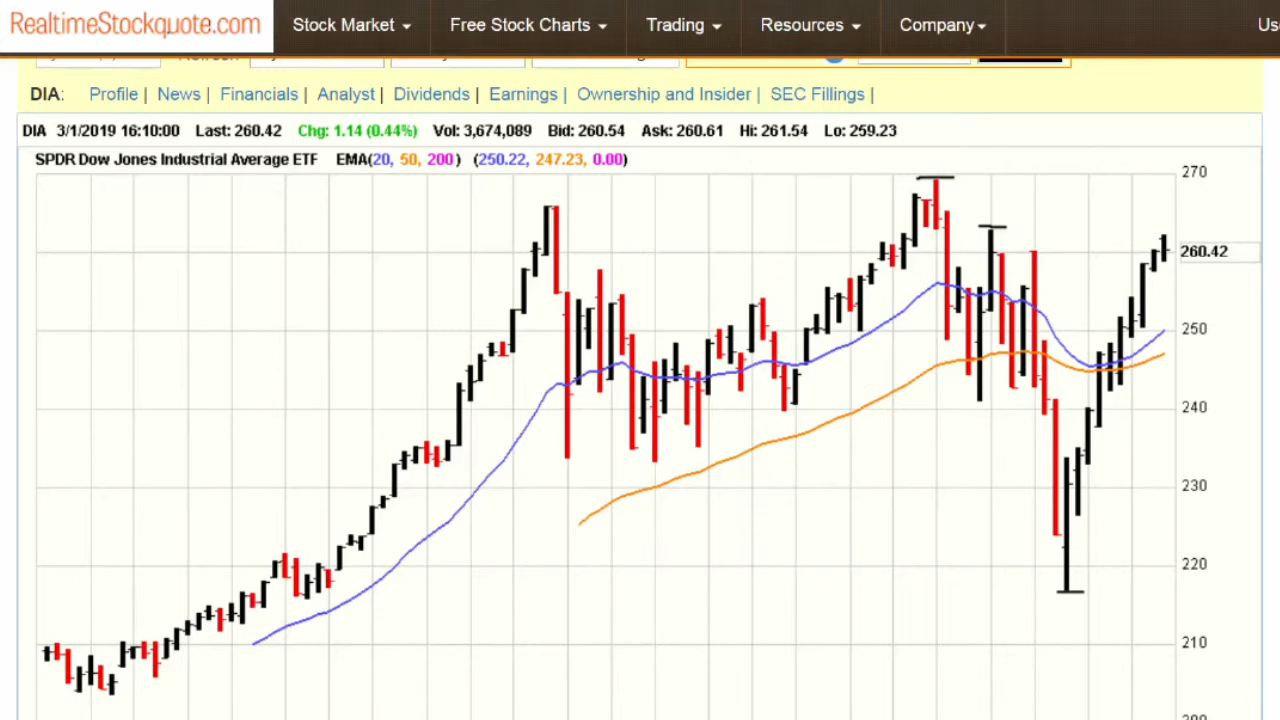 RealtimeStockquote.com Stock Market Free Stock Charts Trading Resources Company
DIA: Profile | News | Financials | Analyst | Dividends | Earnings | Ownership and Insider | SEC Fillings |
DIA 3/1/2019 16:10:00 Last: 260.42 Chg: 1.14 (0.44%) Vol: 3,674,089 Bid: 260.54 Ask: 260.61 Hi: 261.54 Lo: 259.23
SPDR Dow Jones Industrial Average ETF EMA(20, 50, 200 ) (250.22, 247.23, 0.00)
270
260.42
250
240
230
220
210